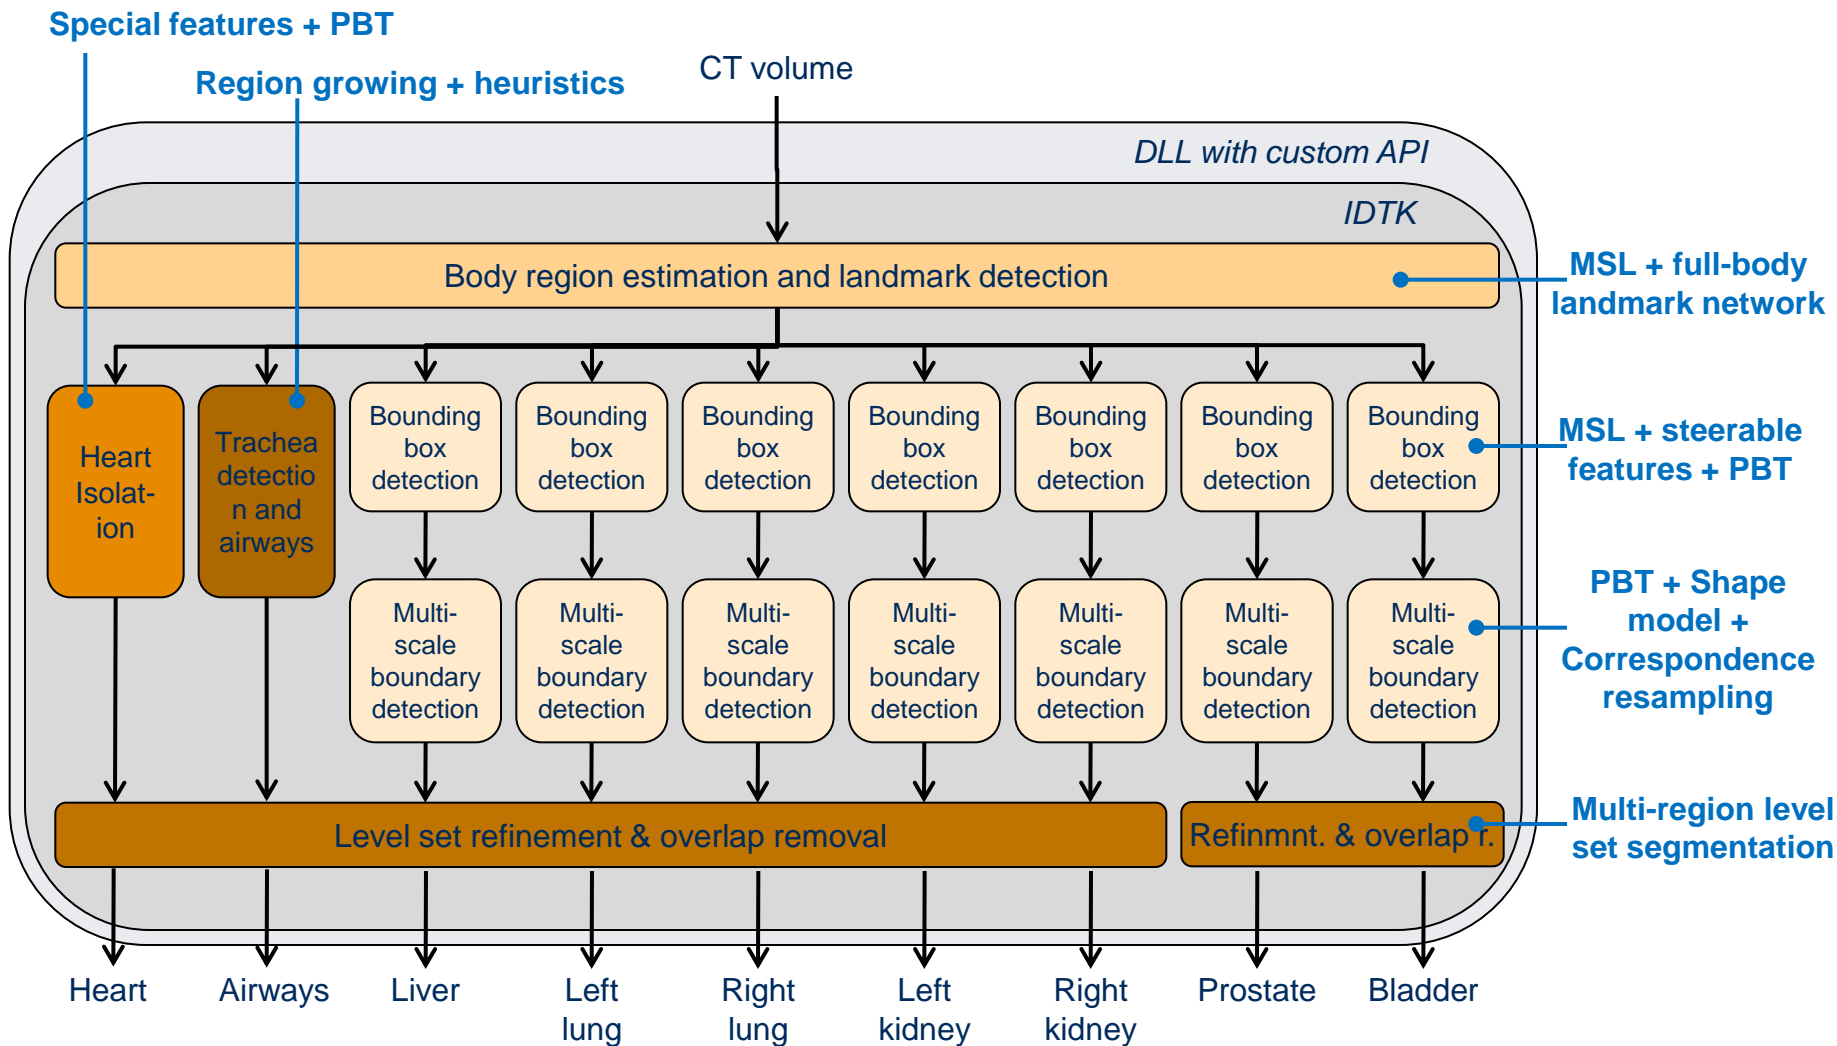 Special features + PBT
Region growing + heuristics
CT volume
DLL with custom API
IDTK
Body region estimation and landmark detection
MSL + full-body
landmark network
Heart
Isolat-
ion
Trachea
detectio
n and
airways
Bounding
box
detection
Bounding
box
detection
Bounding
box
detection
Bounding
box
detection
Bounding
box
detection
Bounding
box
detection
Bounding
box
detection
MSL + steerable
features + PBT
Multi-
scale
boundary
detection
Multi-
scale
boundary
detection
Multi-
scale
boundary
detection
Multi-
scale
boundary
detection
Multi-
scale
boundary
detection
Multi-
scale
boundary
detection
Multi-
scale
boundary
detection
PBT + Shape
model +
Correspondence
resampling
Level set refinement & overlap removal
Refinmnt. & overlap r.
Multi-region level
set segmentation
Heart
Airways
Liver
Left
lung
Right
lung
Left
kidney
Right
kidney
Prostate
Bladder